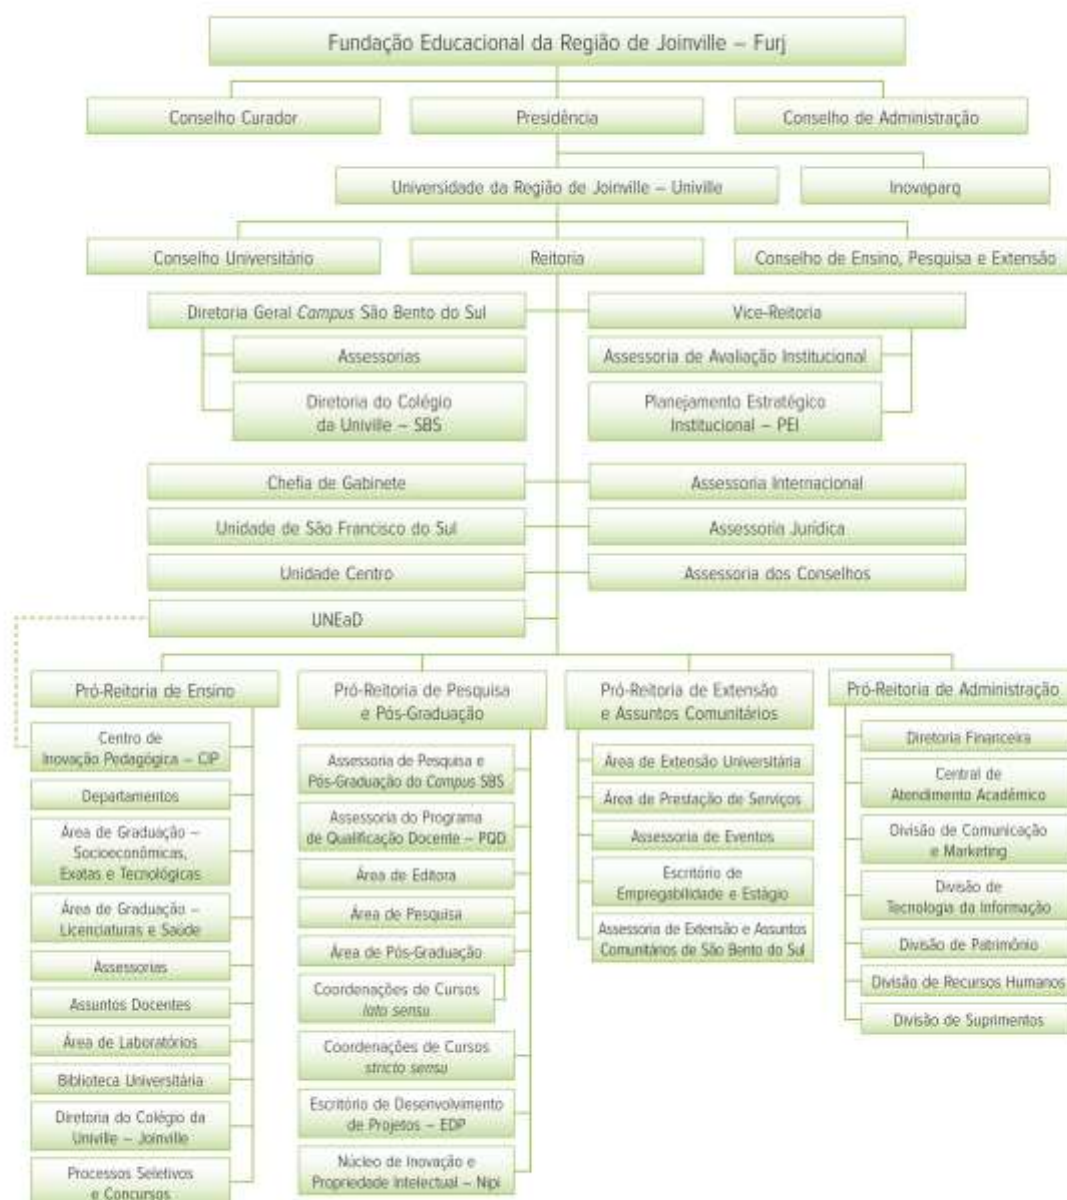 Fundação Educacional da Região de Joinville – Furj
Conselho Curador
Presidência
Conselho de Administração
Universidade da Região de Joinville – Univille
Inovaparq
Conselho Universitário
Reitoria
Conselho de Ensino, Pesquisa e Extensão
Diretoria Geral Campus São Bento do Sul
Vice-Reitoria
Assessorias
Assessoria de Avaliação Institucional
Diretoria do Colégio
da Univille – SBS
Planejamento Estratégico
Institucional – PEI
Chefia de Gabinete
Assessoria Internacional
Unidade de São Francisco do Sul
Assessoria Jurídica
Unidade Centro
Assessoria dos Conselhos
UNEaD
Pró-Reitoria de Ensino
Centro de
Inovação Pedagógica – CIP
Departamentos
Área de Graduação –
Socioeconômicas,
Exatas e Tecnológicas
Área de Graduação –
Licenciaturas e Saúde
Assessorias
Assuntos Docentes
Área de Laboratórios
Biblioteca Universitária
Diretoria do Colégio da
Univille – Joinville
Processos Seletivos
e Concursos
Pró-Reitoria de Pesquisa
e Pós-Graduação
Assessoria de Pesquisa e
Pós-Graduação do Campus SBS
Assessoria do Programa
de Qualificação Docente – PQD
Área de Editora
Área de Pesquisa
Área de Pós-Graduação
Coordenações de Cursos
lato sensu
Coordenações de Cursos
stricto sensu
Escritório de Desenvolvimento
de Projetos – EDP
Núcleo de Inovação e
Propriedade Intelectual – Nipi
Pró-Reitoria de Extensão
e Assuntos Comunitários
Área de Extensão Universitária
Área de Prestação de Serviços
Assessoria de Eventos
Escritório de
Empregabilidade e Estágio
Assessoria de Extensão e Assuntos
Comunitários de São Bento do Sul
Pró-Reitoria de Administração
Diretoria Financeira
Central de
Atendimento Acadêmico
Divisão de Comunicação
e Marketing
Divisão de
Tecnologia da Informação
Divisão de Patrimônio
Divisão de Recursos Humanos
Divisão de Suprimentos